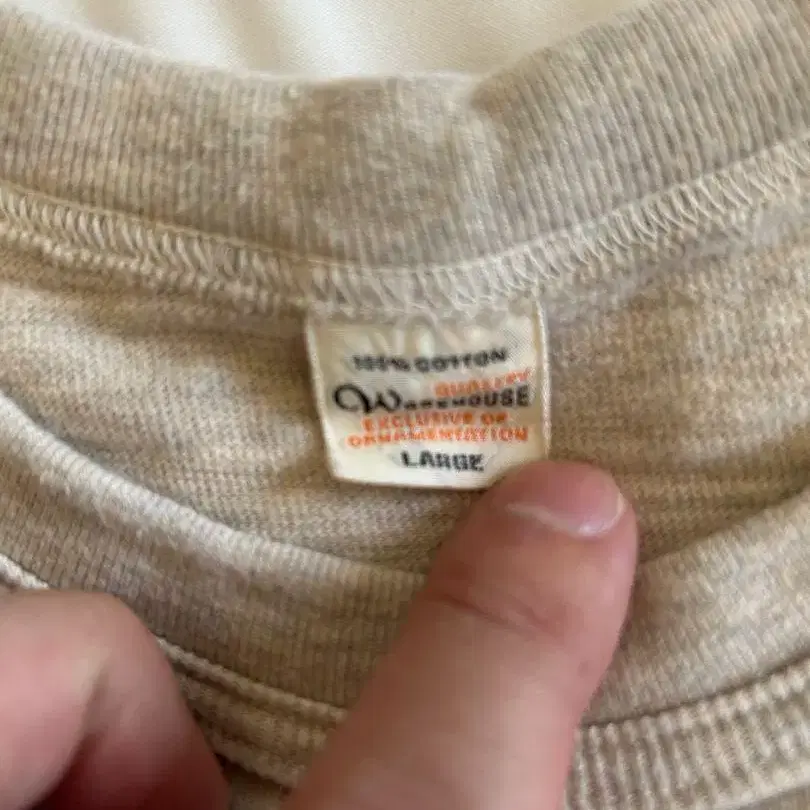 100% COTTON
QUALITY
WAREHOUSE
EXCLUSIVE OF
ORNAMENTATION
LARGE